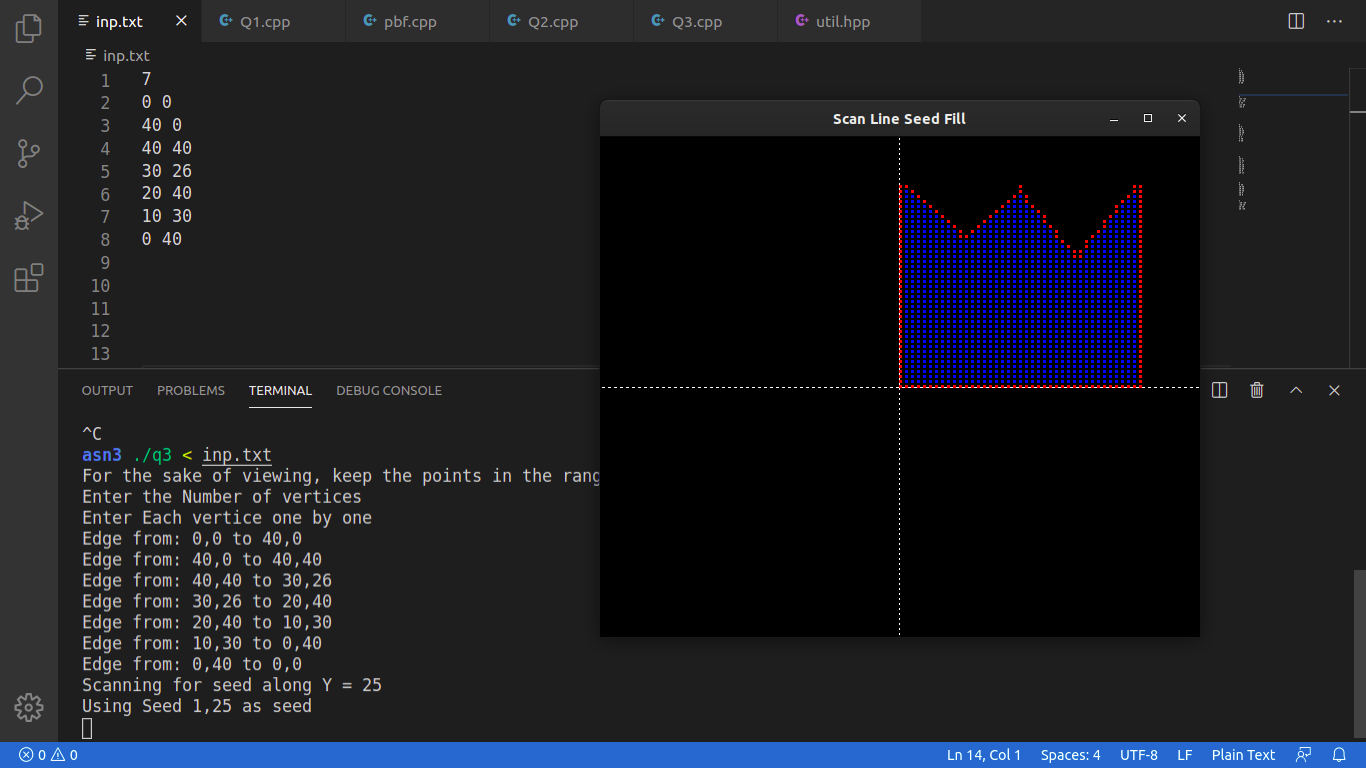 inp.txt
Q1.cpp
pbf.cpp
Q2.cpp
Q3.cpp
util.hpp
inp.txt
1 7
2 0 0
3 40 0
4 40 40
5 30 26
6 20 40
7 10 30
8 0 40
9
10
11
12
13
Scan Line Seed Fill
OUTPUT PROBLEMS TERMINAL DEBUG CONSOLE
^C
asn3 ./q3 < inp.txt
For the sake of viewing, keep the points in the rang
Enter the Number of vertices
Enter Each vertice one by one
Edge from: 0,0 to 40,0
Edge from: 40,0 to 40,40
Edge from: 40,40 to 30,26
Edge from: 30,26 to 20,40
Edge from: 20,40 to 10,30
Edge from: 10,30 to 0,40
Edge from: 0,40 to 0,0
Scanning for seed along Y = 25
Using Seed 1,25 as seed
0 0 Ln 14, Col 1 Spaces: 4 UTF-8 LF Plain Text